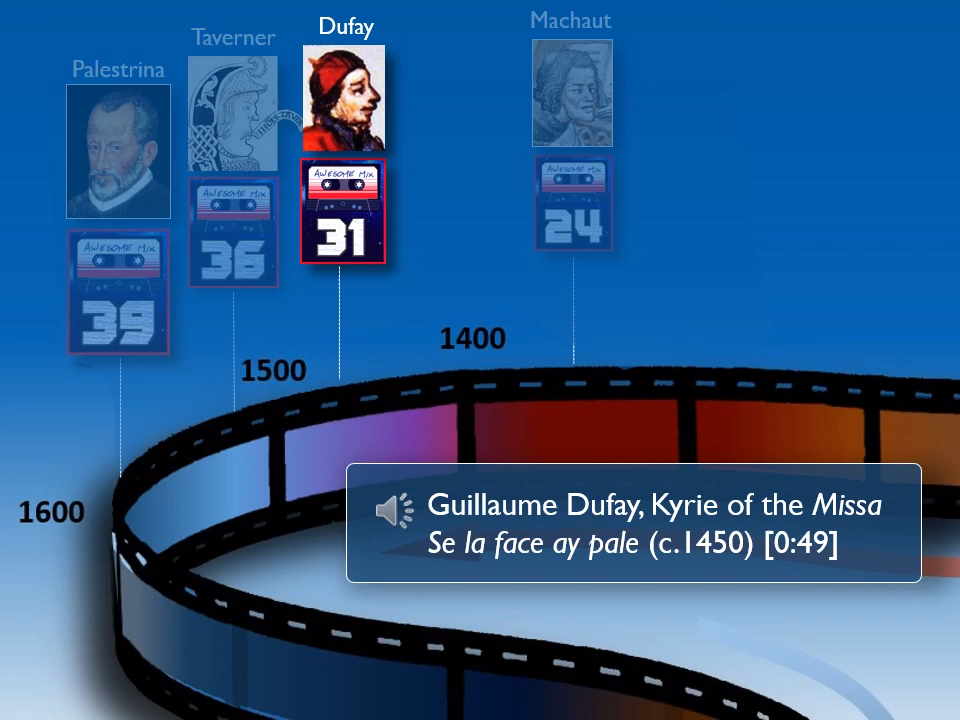 Machaut
Dufay
Taverner
Palestrina
AWESOME MIX
31
AWESOME MIX
24
AWESOME MIX
36
AWESOME MIX
39
1400
1500
1600
Guillaume Dufay, Kyrie of the Missa
Se la face ay pale (c.1450) [0:49]